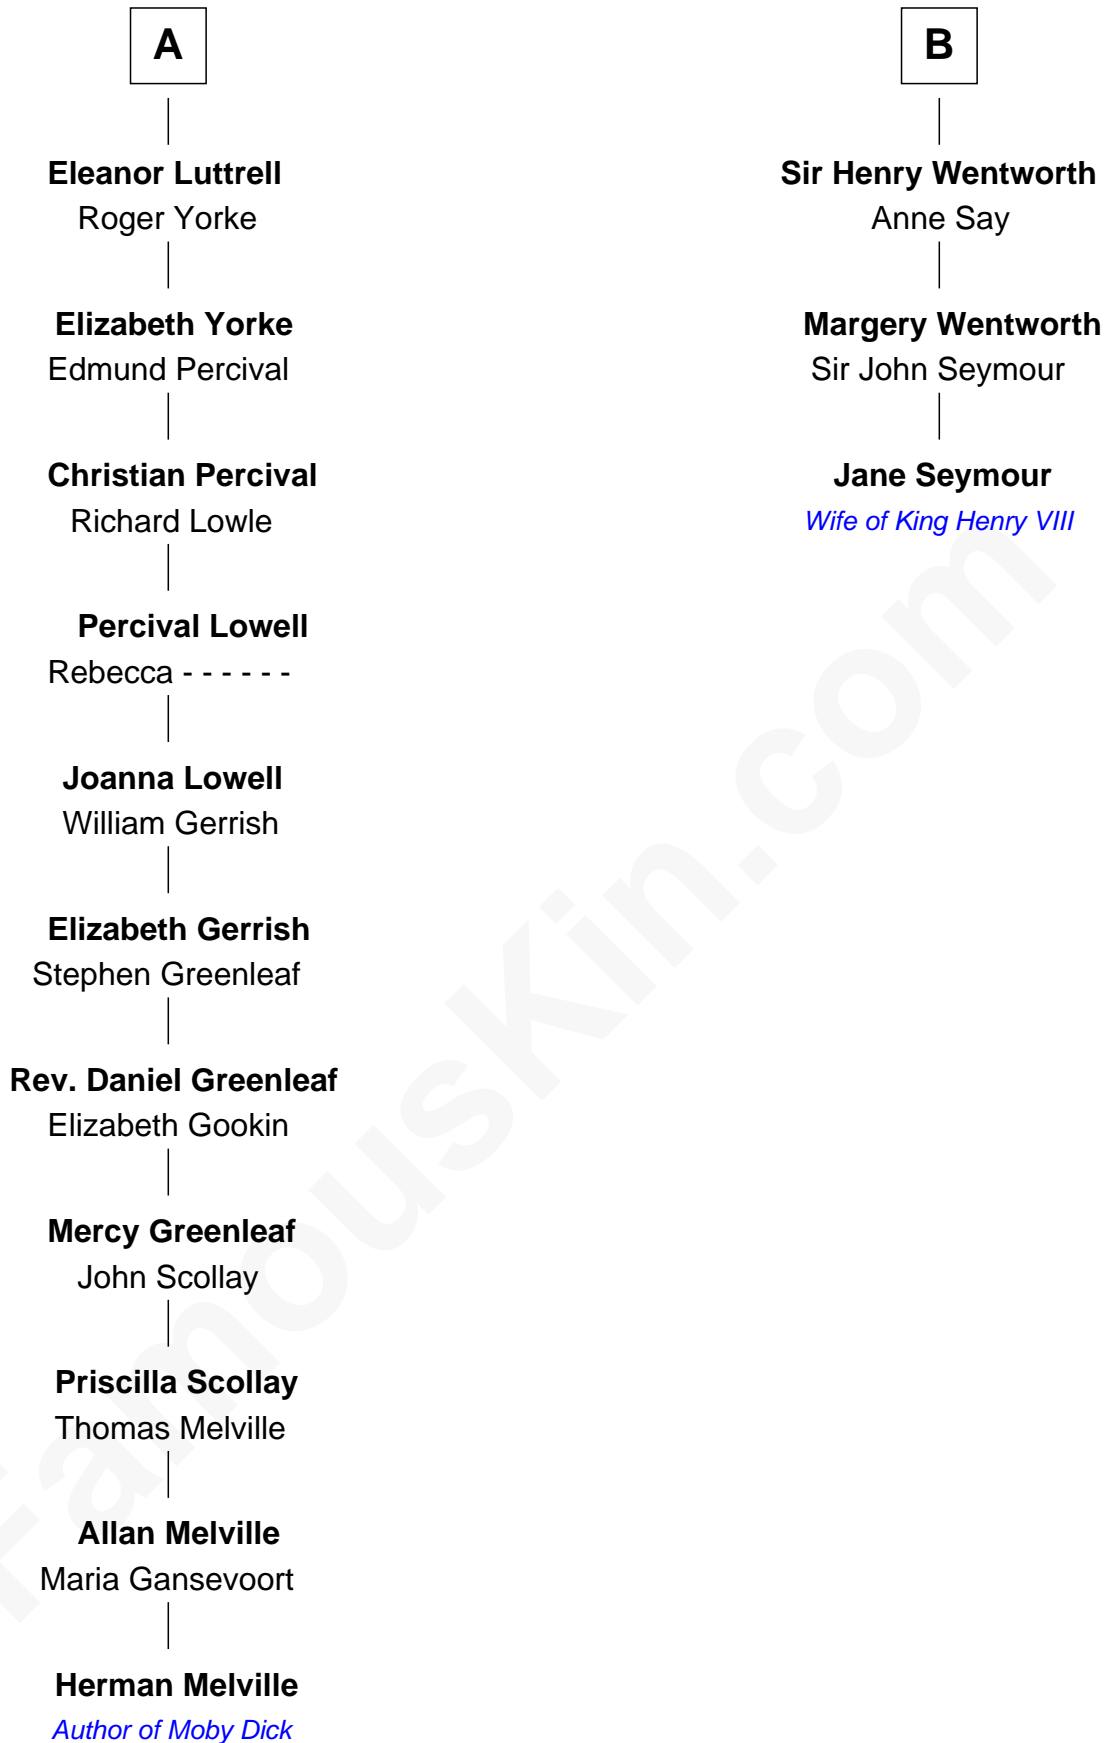 A
Eleanor Luttrell
Roger Yorke
Elizabeth Yorke
Edmund Percival
Christian Percival
Richard Lowle
Percival Lowell
Rebecca - - - - - -
Joanna Lowell
William Gerrish
Elizabeth Gerrish
Stephen Greenleaf
Rev. Daniel Greenleaf
Elizabeth Gookin
Mercy Greenleaf
John Scollay
Priscilla Scollay
Thomas Melville
Allan Melville
Maria Gansevoort
Herman Melville
Author of Moby Dick
B
Sir Henry Wentworth
Anne Say
Margery Wentworth
Sir John Seymour
Jane Seymour
Wife of King Henry VIII
FamousKin.com